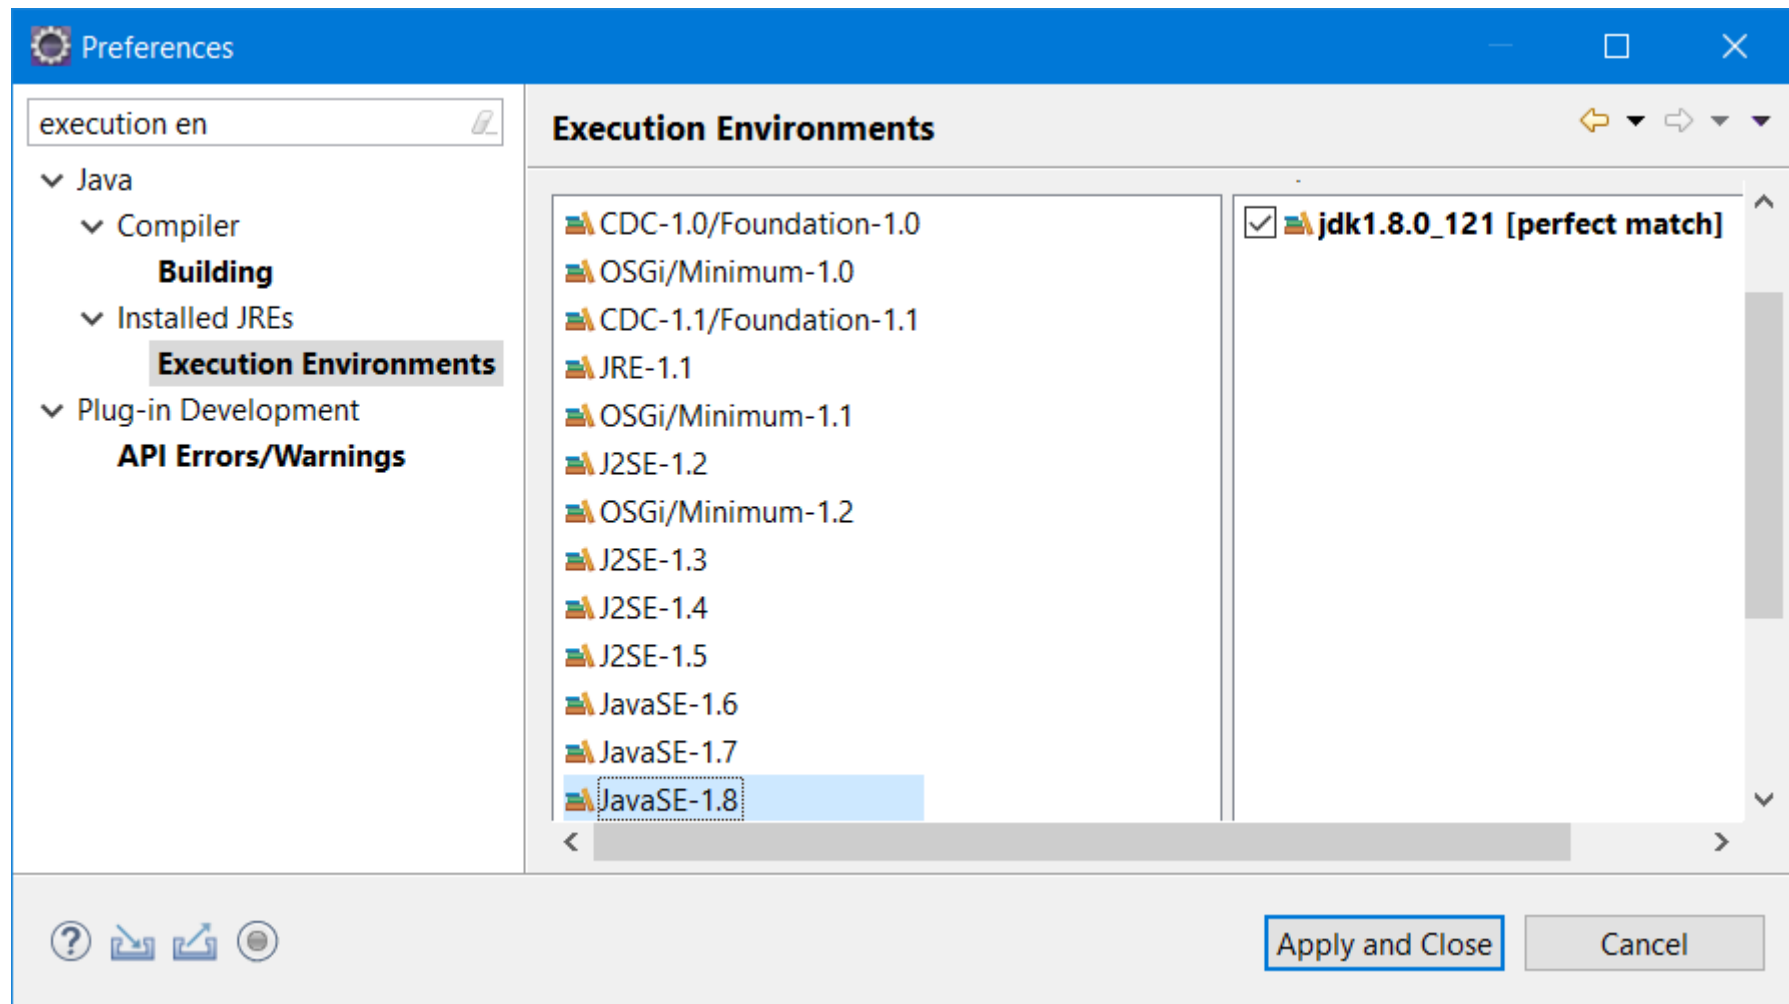 Preferences
execution en
Java
Compiler
Building
Installed JREs
Execution Environments
Plug-in Development
API Errors/Warnings
Execution Environments
CDC-1.0/Foundation-1.0
OSGi/Minimum-1.0
CDC-1.1/Foundation-1.1
JRE-1.1
OSGi/Minimum-1.1
J2SE-1.2
OSGi/Minimum-1.2
J2SE-1.3
J2SE-1.4
J2SE-1.5
JavaSE-1.6
JavaSE-1.7
JavaSE-1.8
jdk1.8.0_121 [perfect match]
Apply and Close
Cancel